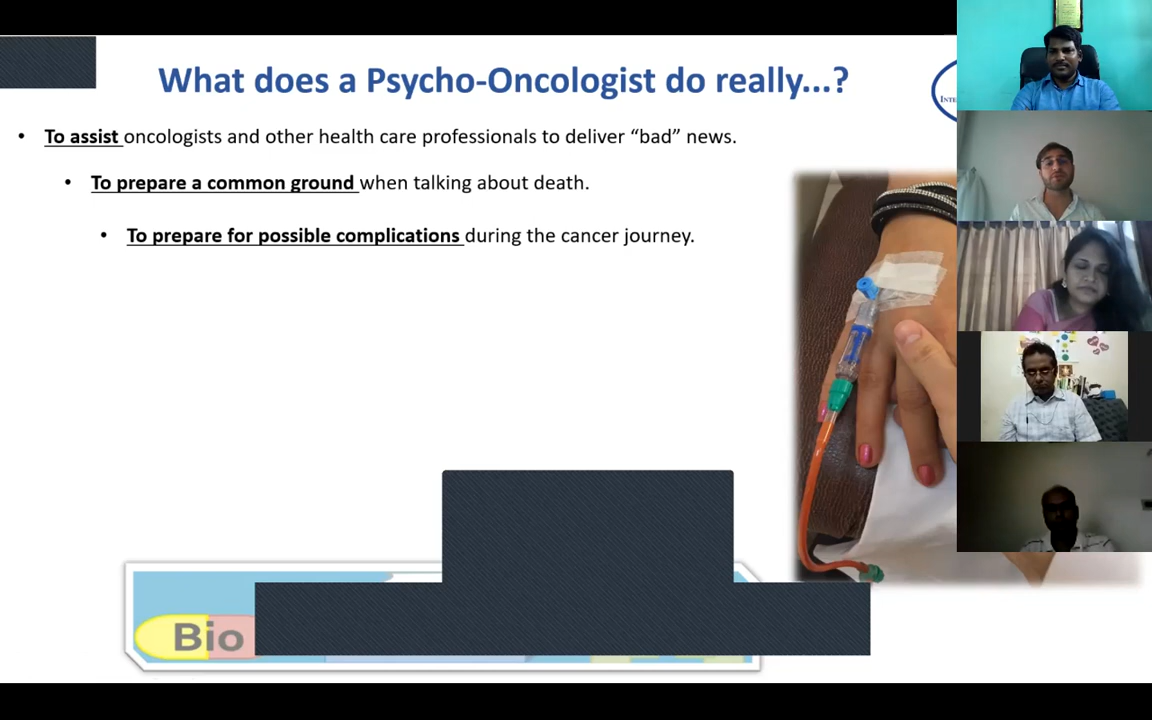 What does a Psycho-Oncologist do really...?
• To assist oncologists and other health care professionals to deliver “bad” news.
• To prepare a common ground when talking about death.
• To prepare for possible complications during the cancer journey.
Bio